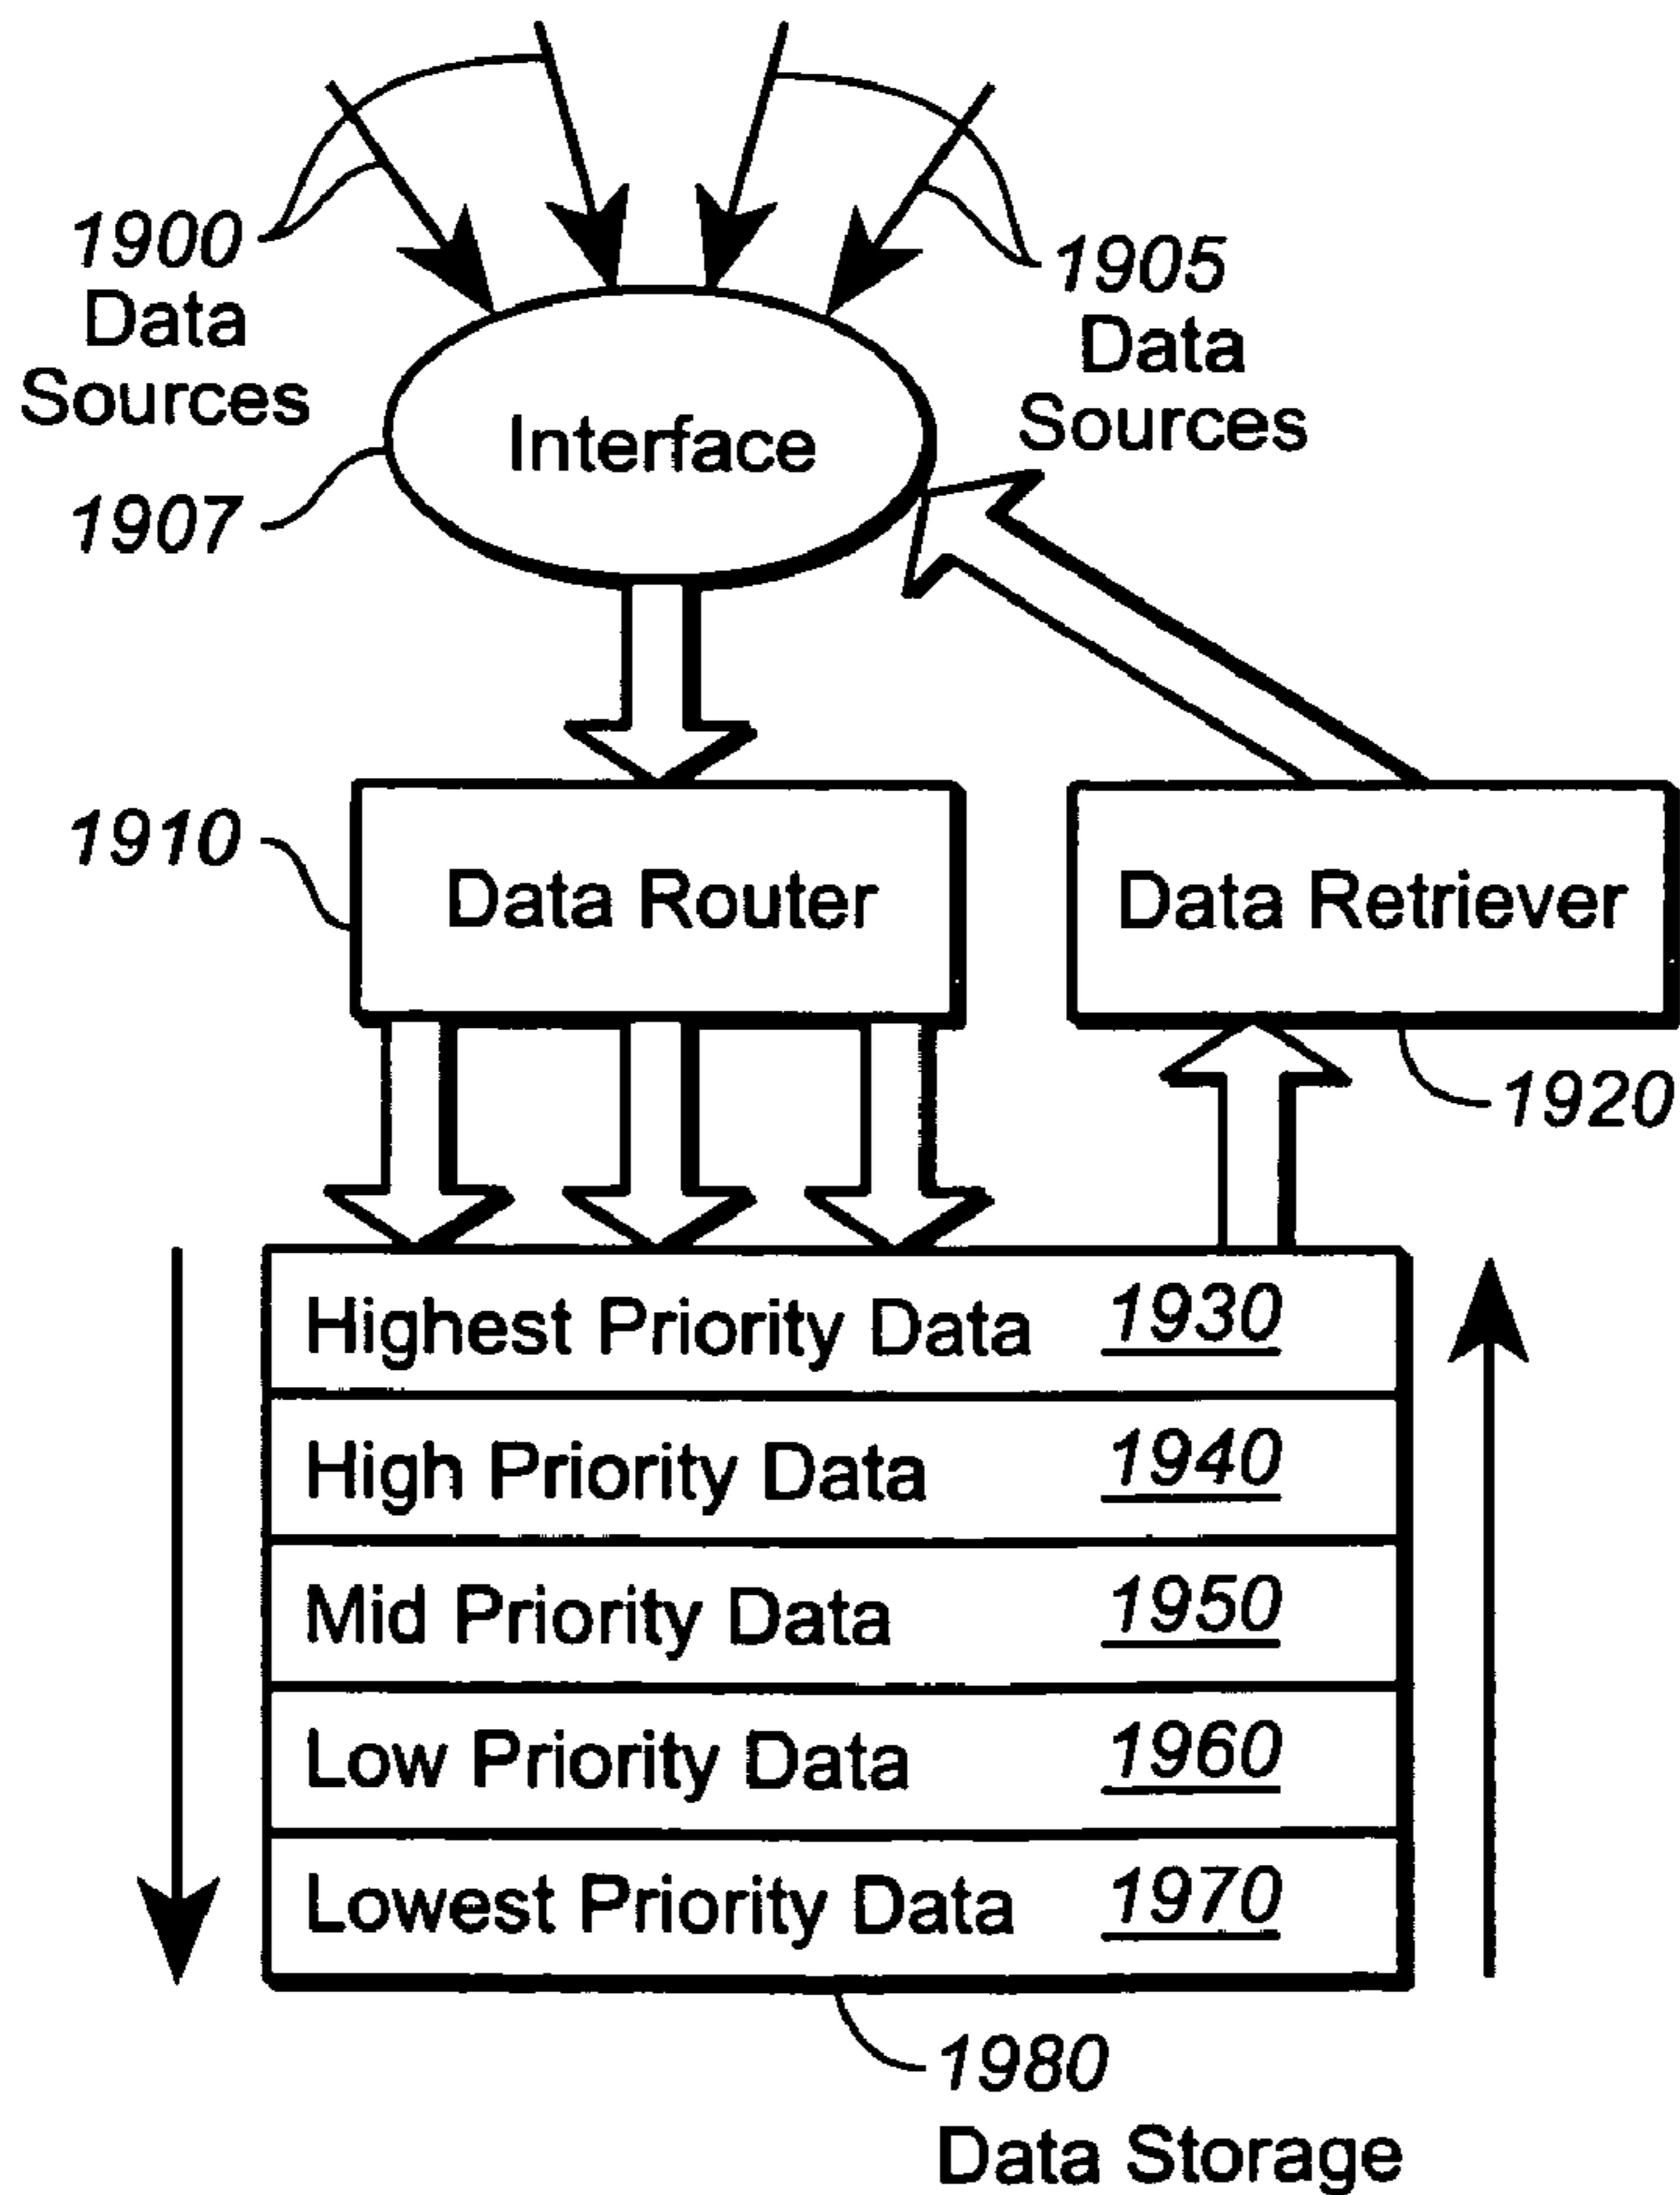 1900
Data
Sources
1905
Data
Sources
Interface
1907
1910
Data Router
Data Retriever
1920
Highest Priority Data 1930
High Priority Data 1940
Mid Priority Data 1950
Low Priority Data 1960
Lowest Priority Data 1970
1980
Data Storage